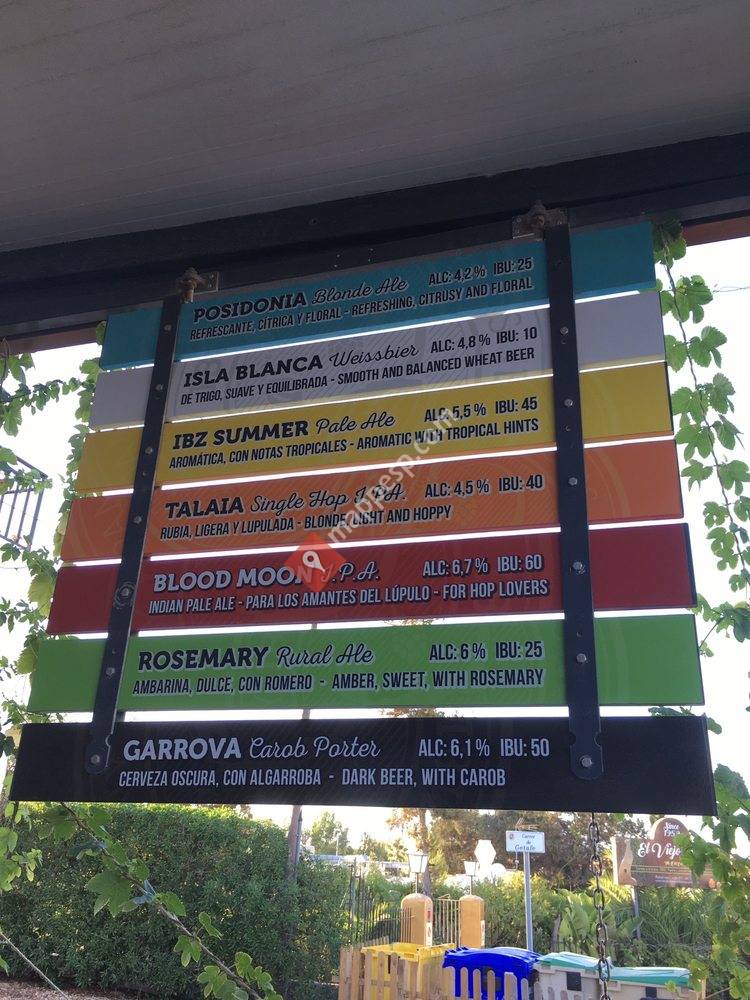 POSIDONIA Blonde Ale ALC: 4,2% IBU: 25
REFRESCANTE, CÍTRICA Y FLORAL - REFRESHING, CITRUSY AND FLORAL
ISLA BLANCA Weissbier ALC: 4,8% IBU: 10
DE TRIGO, SUAVE Y EQUILIBRADA - SMOOTH AND BALANCED WHEAT BEER
IBZ SUMMER Pale Ale ALC: 5,5% IBU: 45
AROMÁTICA, CON NOTAS TROPICALES - AROMATIC WITH TROPICAL HINTS
TALAIA Single Hop I.P.A. ALC: 4,5% IBU: 40
RUBIA, LIGERA Y LUPULADA - BLONDE, LIGHT AND HOPPY
BLOOD MOON I.P.A. ALC: 6,7% IBU: 60
INDIAN PALE ALE - PARA LOS AMANTES DEL LÚPULO - FOR HOP LOVERS
ROSEMARY Rural Ale ALC: 6% IBU: 25
AMBARINA, DULCE, CON ROMERO - AMBER, SWEET, WITH ROSEMARY
GARROVA Carob Porter ALC: 6,1% IBU: 50
CERVEZA OSCURA, CON ALGARROBA - DARK BEER, WITH CAROB
mapaesp.com
Carrer
de
Getafe
Since
El Viejo